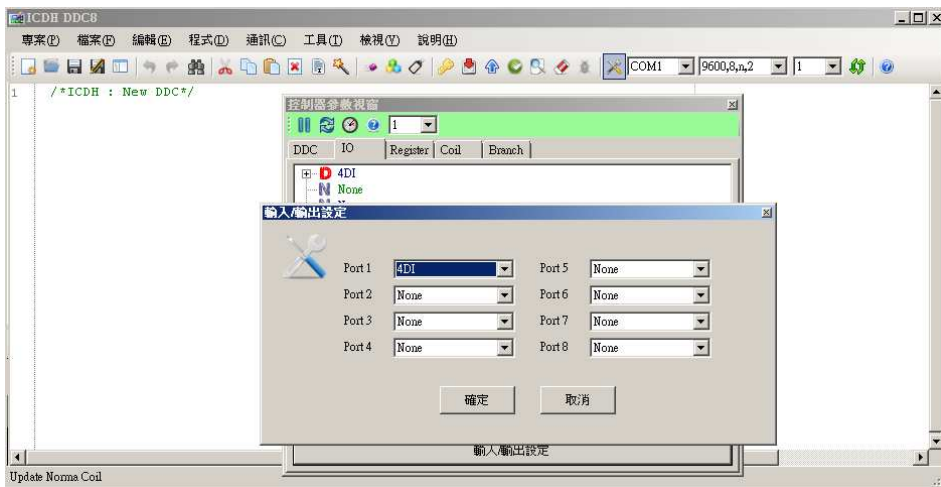 ICDH DDC8
專案(P) 檔案(F) 編輯(E) 程式(D) 通訊(C) 工具(T) 檢視(V) 說明(H)
COM1 9600,8,n,2 1
1 /*ICDH : New DDC*/
控制器參數視窗
1
DDC IO Register Coil Branch
D 4DI
N None
輸入/輸出設定
Port 1 4DI Port 5 None
Port 2 None Port 6 None
Port 3 None Port 7 None
Port 4 None Port 8 None
確定 取消
輸入/輸出設定
Update Norma Coil